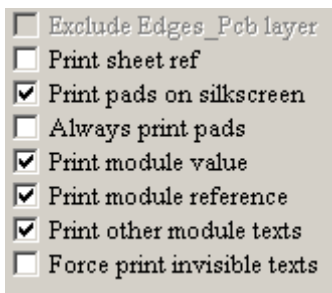 Exclude Edges_Pcb layer
Print sheet ref
Print pads on silkscreen
Always print pads
Print module value
Print module reference
Print other module texts
Force print invisible texts